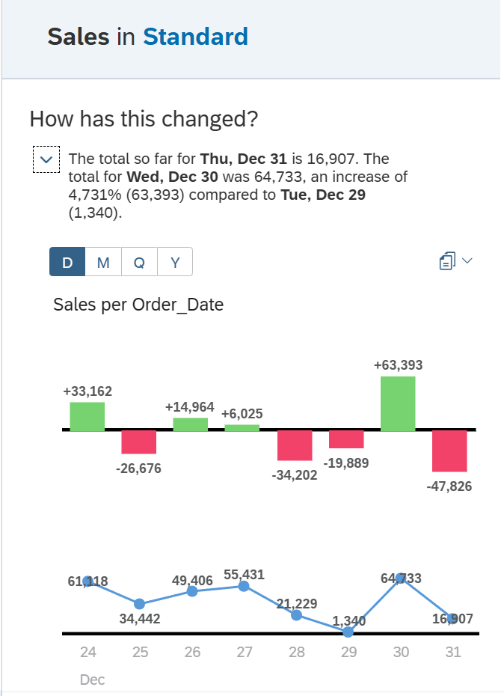 Sales in Standard
How has this changed?
The total so far for Thu, Dec 31 is 16,907. The
total for Wed, Dec 30 was 64,733, an increase of
4,731% (63,393) compared to Tue, Dec 29
(1,340).
D M Q Y
Sales per Order_Date
+63,393
+33,162
+14,964 +6,025
-26,676 -34,202 -19,889
-47,826
61,118 49,406 55,431 64,733
34,442 21,229 1,340 16,907
24 25 26 27 28 29 30 31
Dec